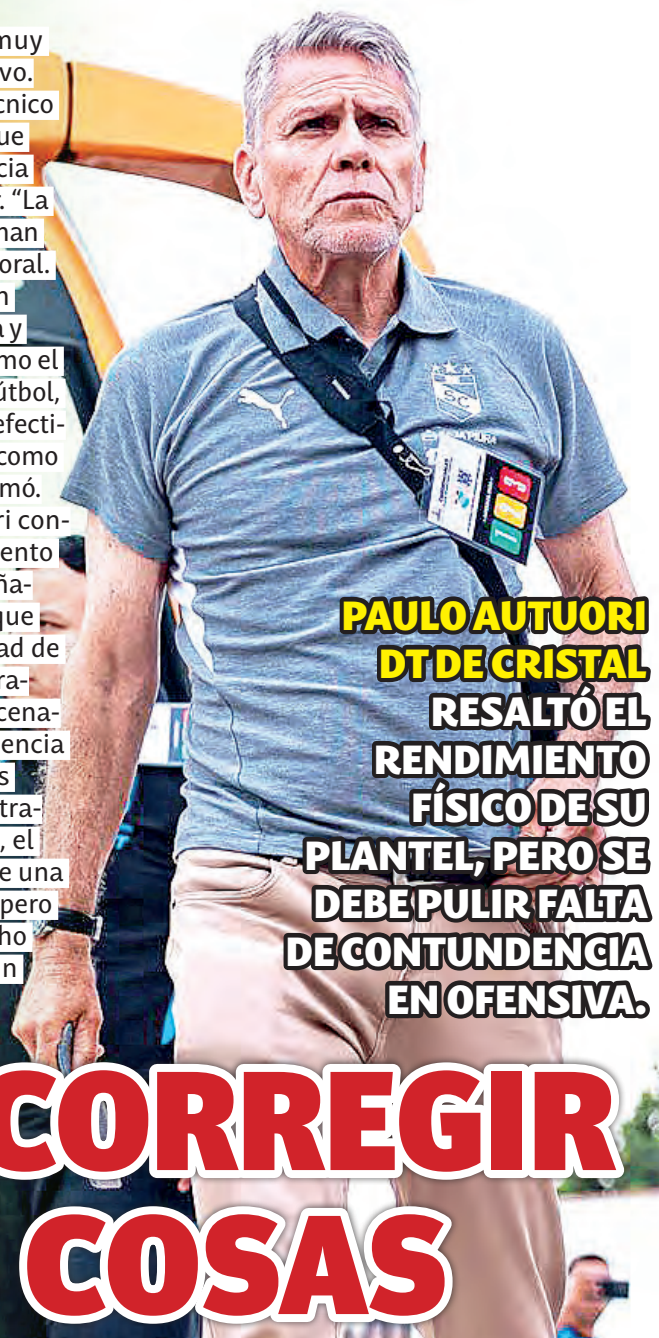 muy
vo.
cnico
ue
cia
. “La
nan
oral.
n
a y
mo el
útbol,
efecti-
como
mó.
ri con-
iento
ña-
que
ad de
ra-
cena-
encia
s
tra-
, el
e una
pero
ho
n
SC
PAULO AUTUORI
DT DE CRISTAL
RESALTÓ EL
RENDIMIENTO
FÍSICO DE SU
PLANTEL, PERO SE
DEBE PULIR FALTA
DE CONTUNDENCIA
EN OFENSIVA.
CORREGIR
COSAS